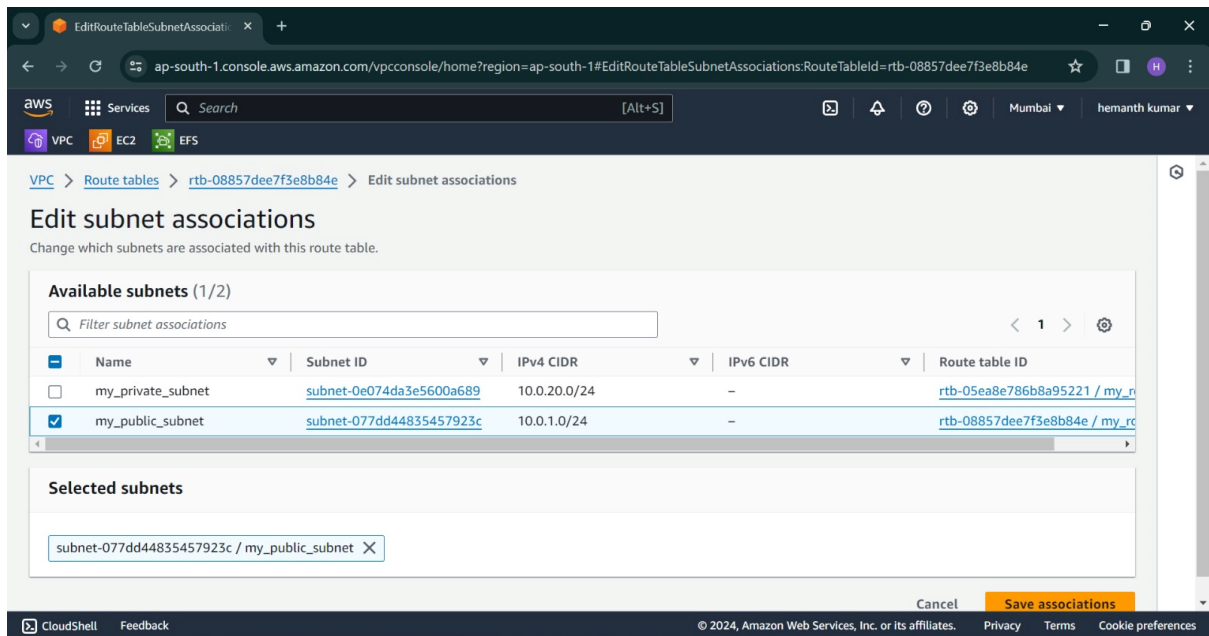 EditRouteTableSubnetAssociatic
ap-south-1.console.aws.amazon.com/vpcconsole/home?region=ap-south-1#EditRouteTableSubnetAssociations:RouteTableId=rtb-08857dee7f3e8b84e H
aws Services Search [Alt+S] Mumbai hemanth kumar
VPC EC2 EFS
VPC > Route tables > rtb-08857dee7f3e8b84e > Edit subnet associations
Edit subnet associations
Change which subnets are associated with this route table.
Available subnets (1/2)
Filter subnet associations 1
Name Subnet ID IPv4 CIDR IPv6 CIDR Route table ID
my_private_subnet subnet-0e074da3e5600a689 10.0.20.0/24 – rtb-05ea8e786b8a95221 / my_r
my_public_subnet subnet-077dd44835457923c 10.0.1.0/24 – rtb-08857dee7f3e8b84e / my_ro
Selected subnets
subnet-077dd44835457923c / my_public_subnet
Cancel Save associations
CloudShell Feedback © 2024, Amazon Web Services, Inc. or its affiliates. Privacy Terms Cookie preferences